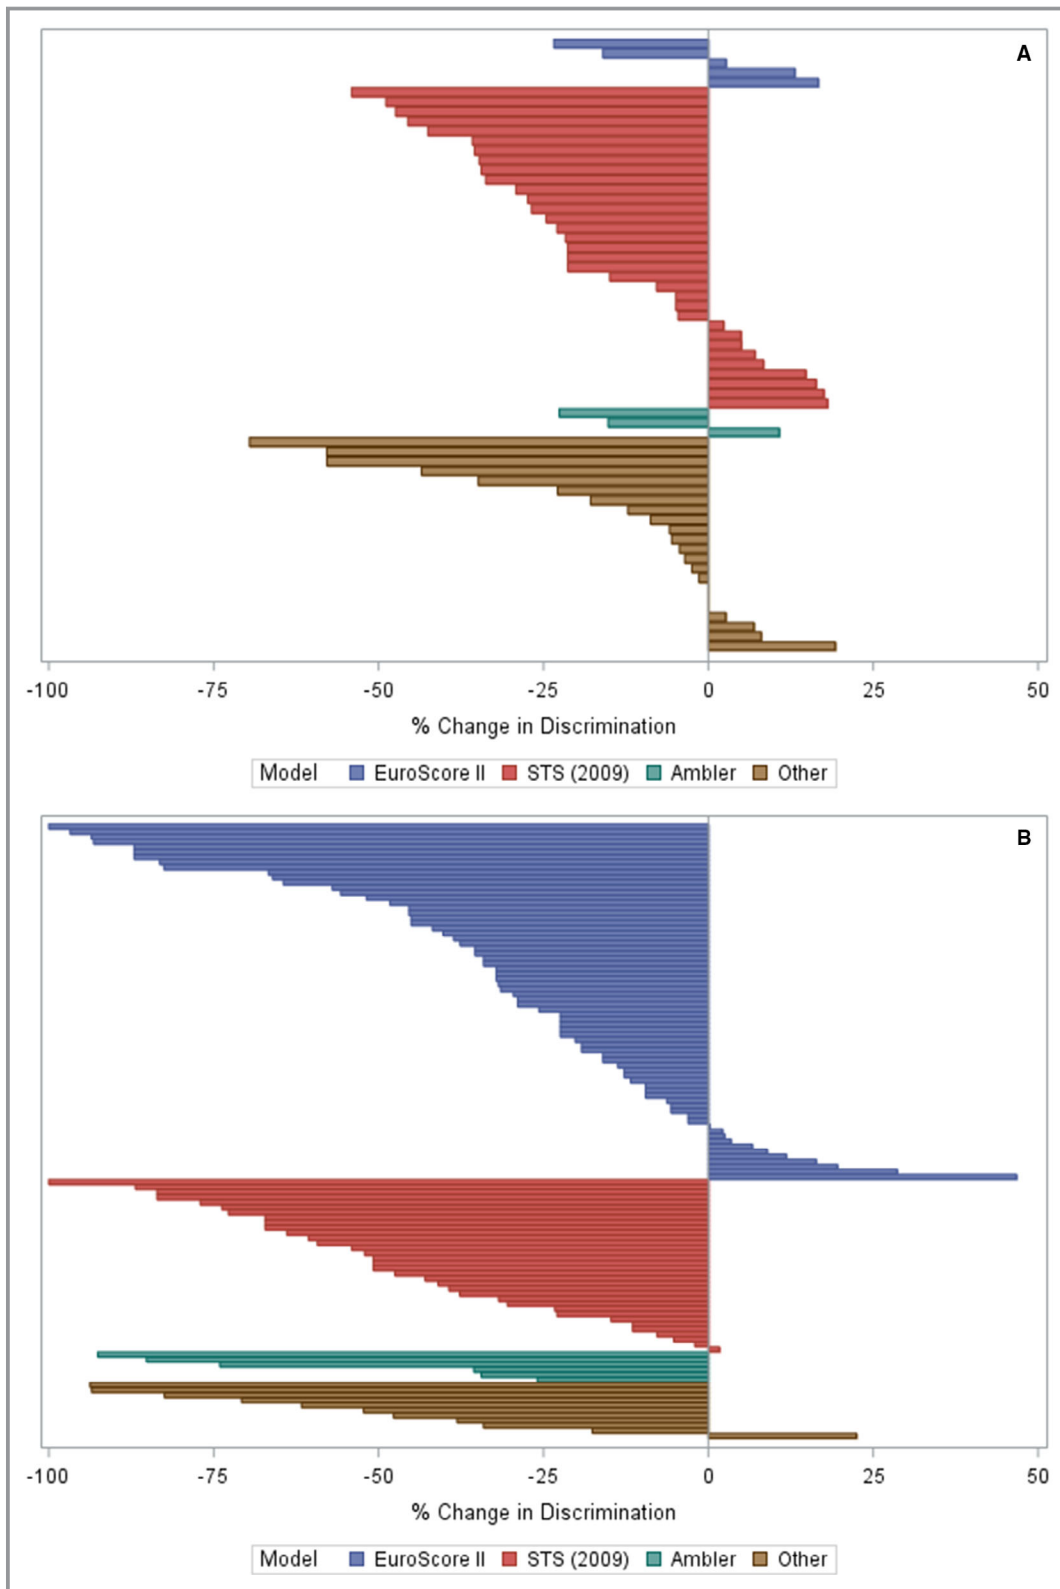 A
-100 -75 -50 -25 0 25 50
% Change in Discrimination
Model EuroScore II STS (2009) Ambler Other
B
-100 -75 -50 -25 0 25 50
% Change in Discrimination
Model EuroScore II STS (2009) Ambler Other